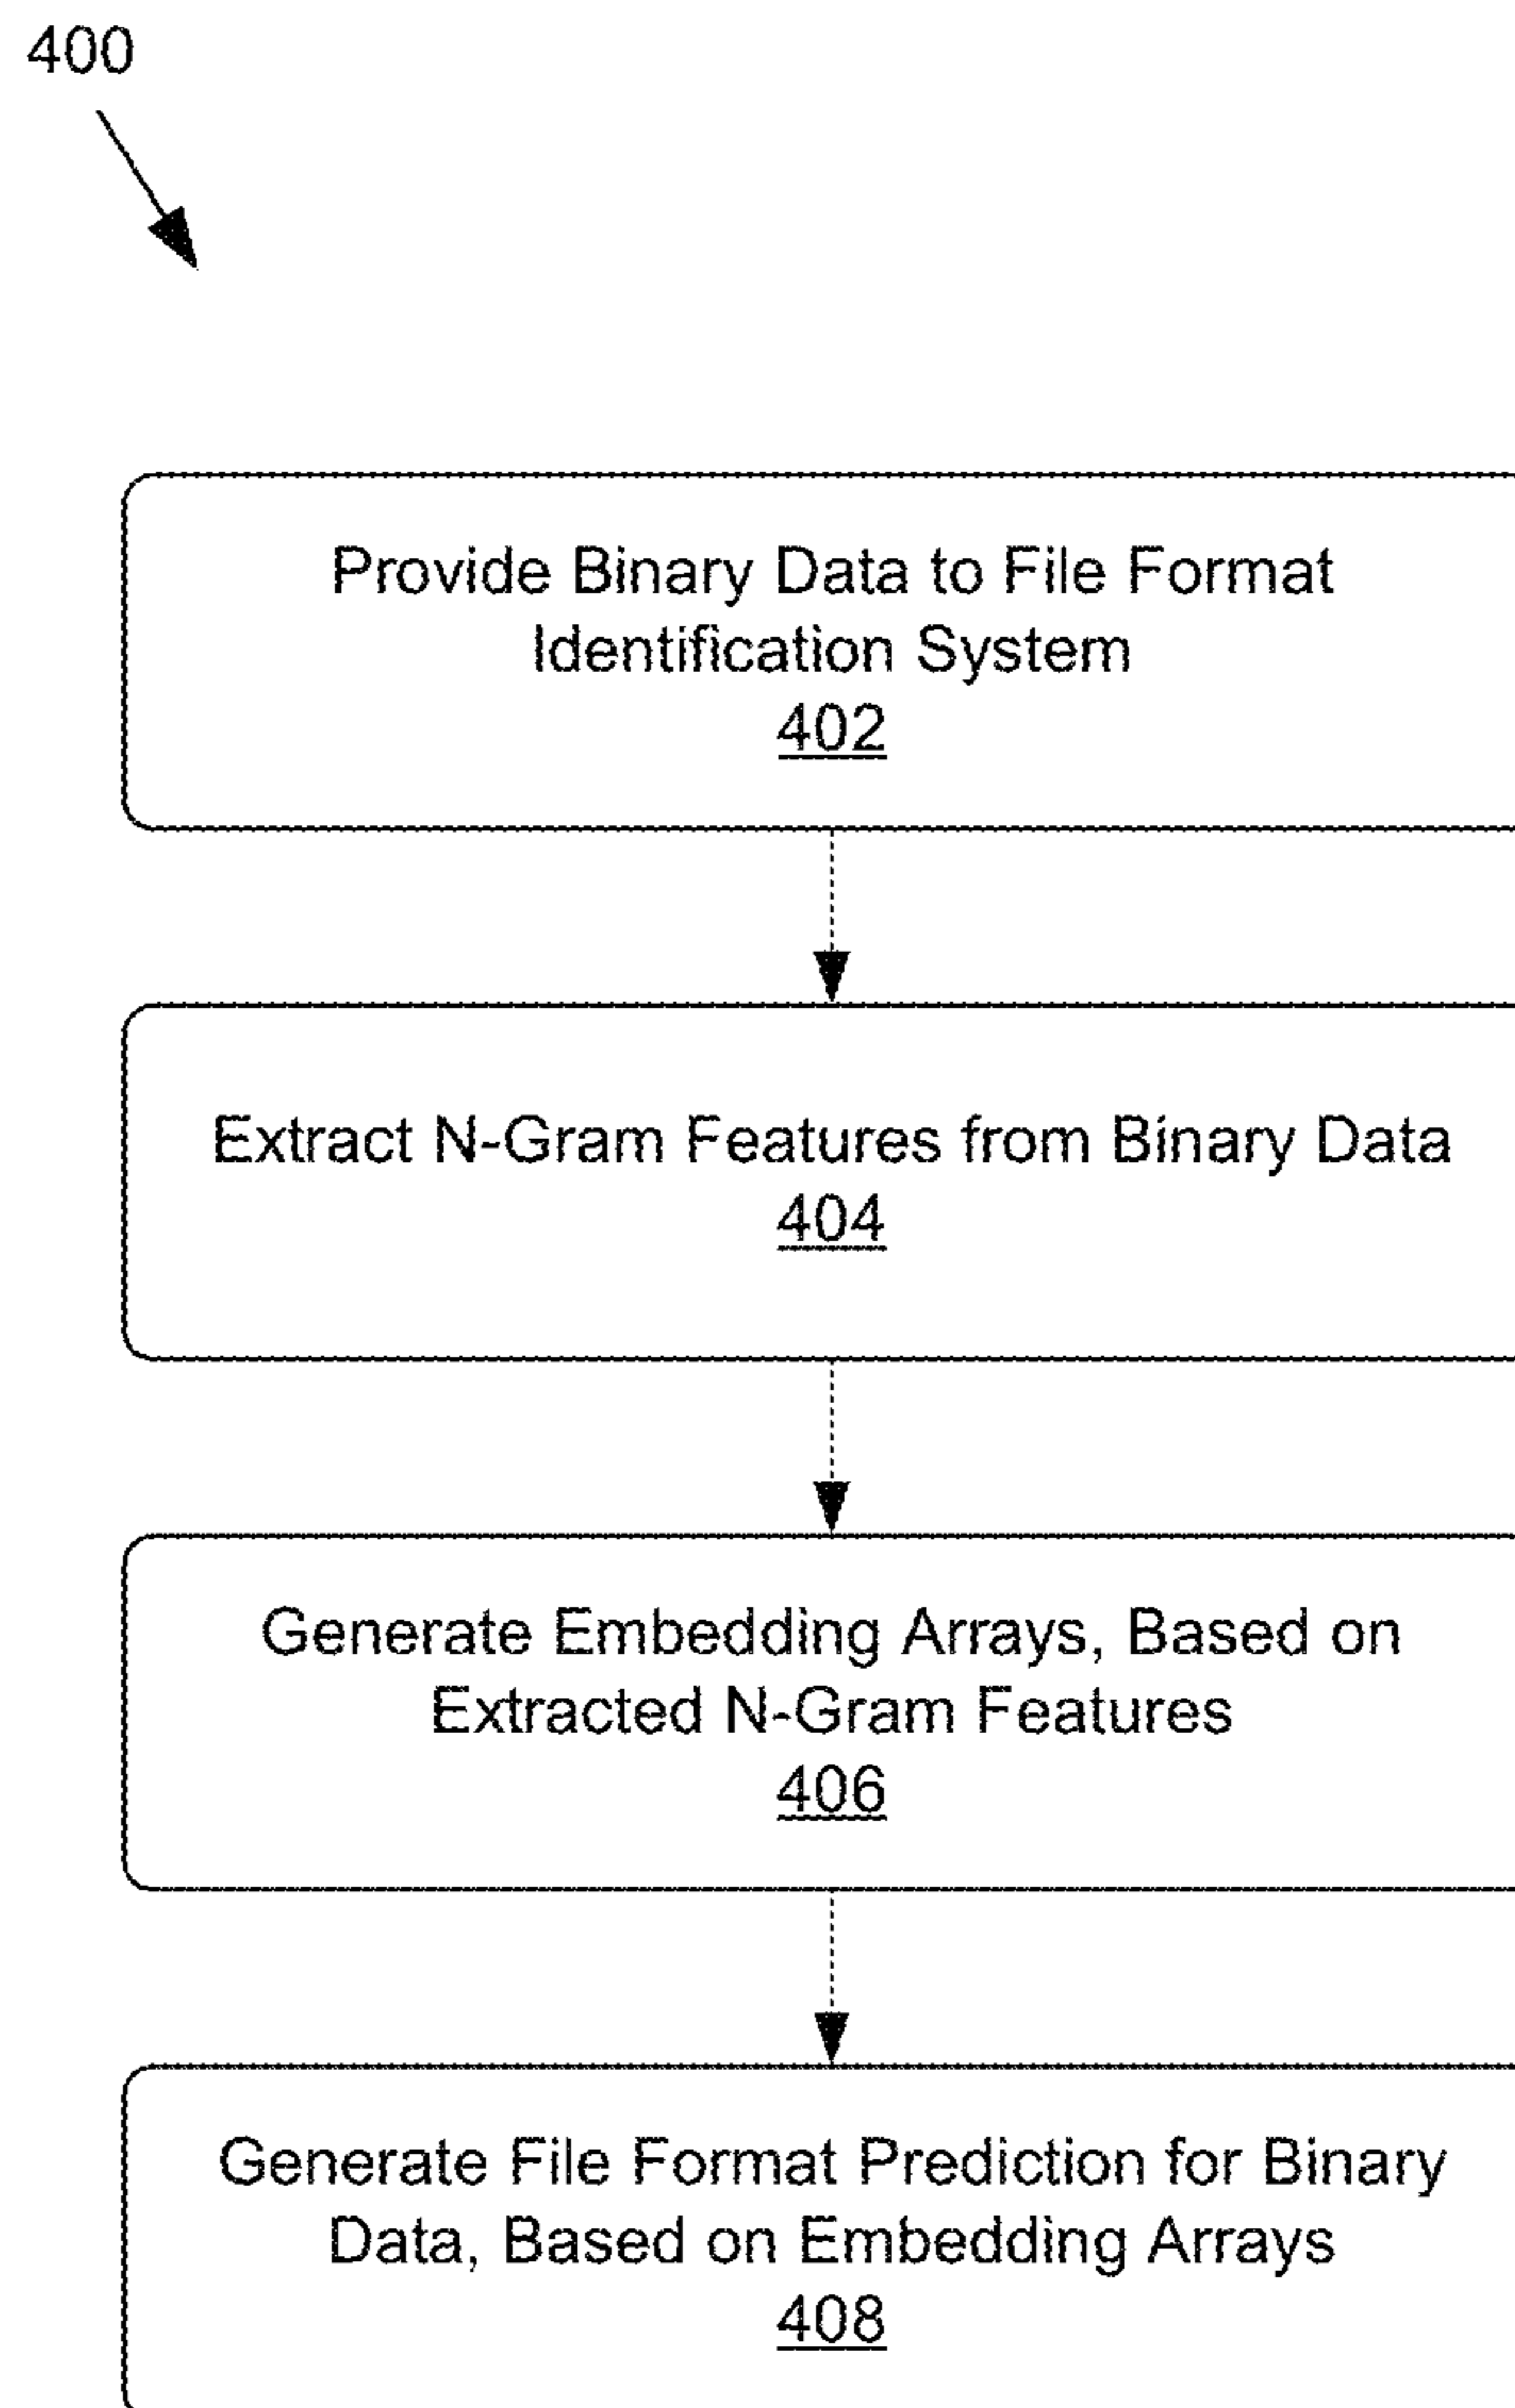 400
Provide Binary Data to File Format
Identification System
402
Extract N-Gram Features from Binary Data
404
Generate Embedding Arrays, Based on
Extracted N-Gram Features
406
Generate File Format Prediction for Binary
Data, Based on Embedding Arrays
408